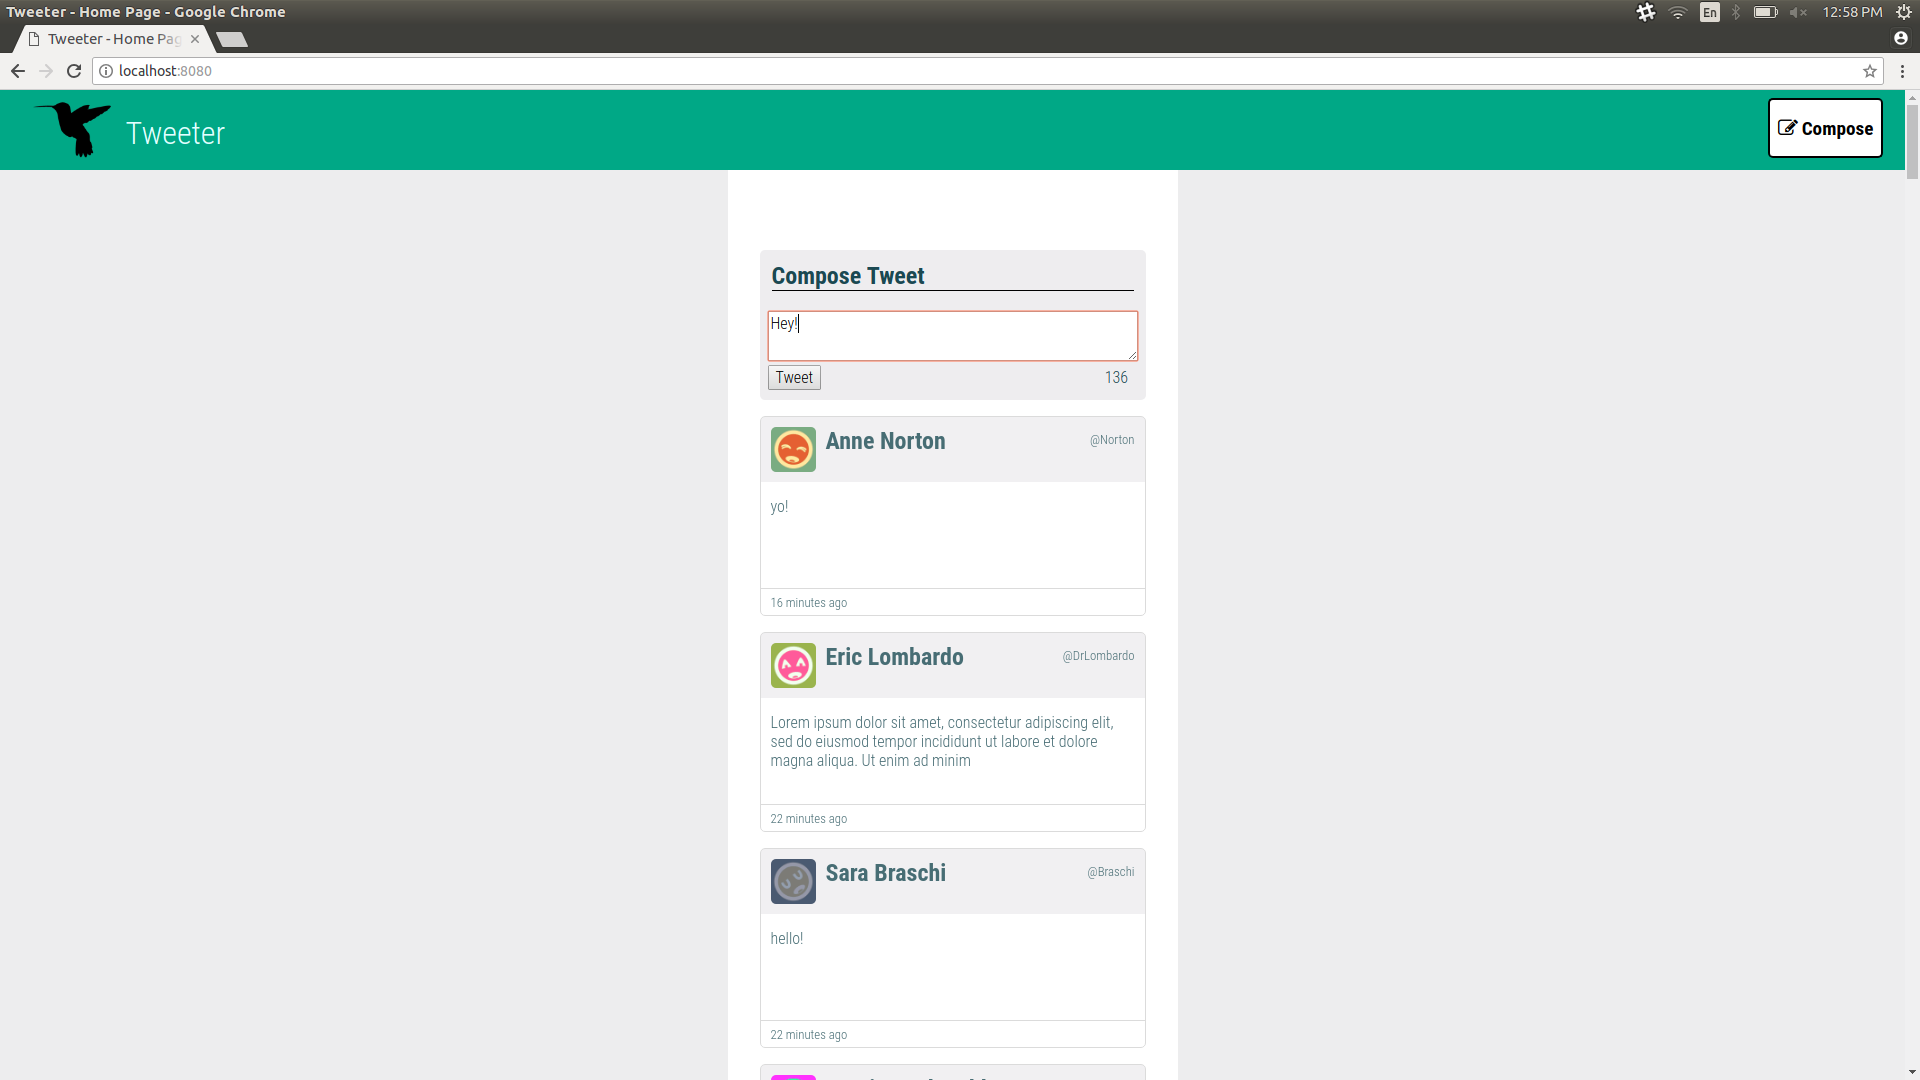 Tweeter - Home Page - Google Chrome
En
12:58 PM
Tweeter - Home Pag
localhost:8080
Tweeter
Compose
Compose Tweet
Hey!
Tweet
136
Anne Norton
@Norton
yo!
16 minutes ago
Eric Lombardo
@DrLombardo
Lorem ipsum dolor sit amet, consectetur adipiscing elit,
sed do eiusmod tempor incididunt ut labore et dolore
magna aliqua. Ut enim ad minim
22 minutes ago
Sara Braschi
@Braschi
hello!
22 minutes ago